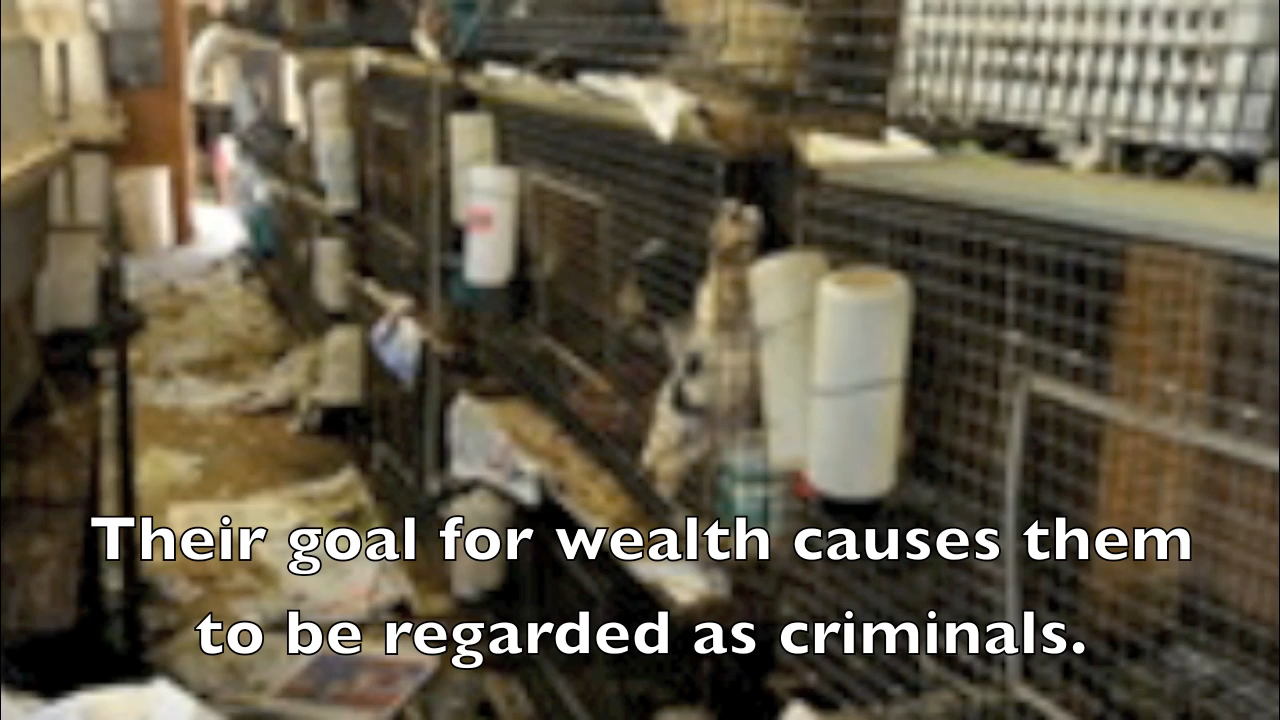 Their goal for wealth causes them
to be regarded as criminals.